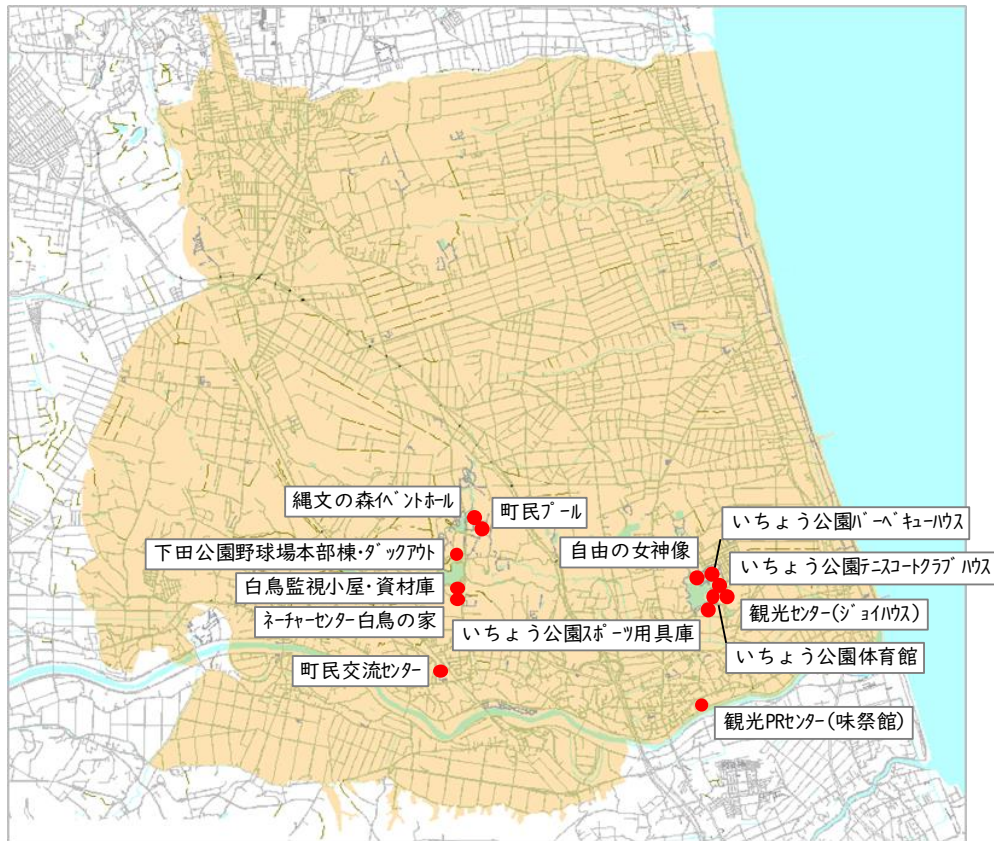 縄文の森ｲﾍﾞﾝﾄﾎｰﾙ
町民ﾌﾟｰﾙ
いちょう公園ﾊﾞｰﾍﾞｷｭｰﾊｳｽ
下田公園野球場本部棟・ﾀﾞｯｸｱｳﾄ
自由の女神像
いちょう公園ﾃﾆｽｺｰﾄｸﾗﾌﾞﾊｳｽ
白鳥監視小屋・資材庫
観光ｾﾝﾀｰ(ｼﾞｮｲﾊｳｽ)
ﾈｰﾁｬｰｾﾝﾀｰ白鳥の家
いちょう公園ｽﾎﾟｰﾂ用具庫
いちょう公園体育館
町民交流ｾﾝﾀｰ
観光PRｾﾝﾀｰ(味祭館)